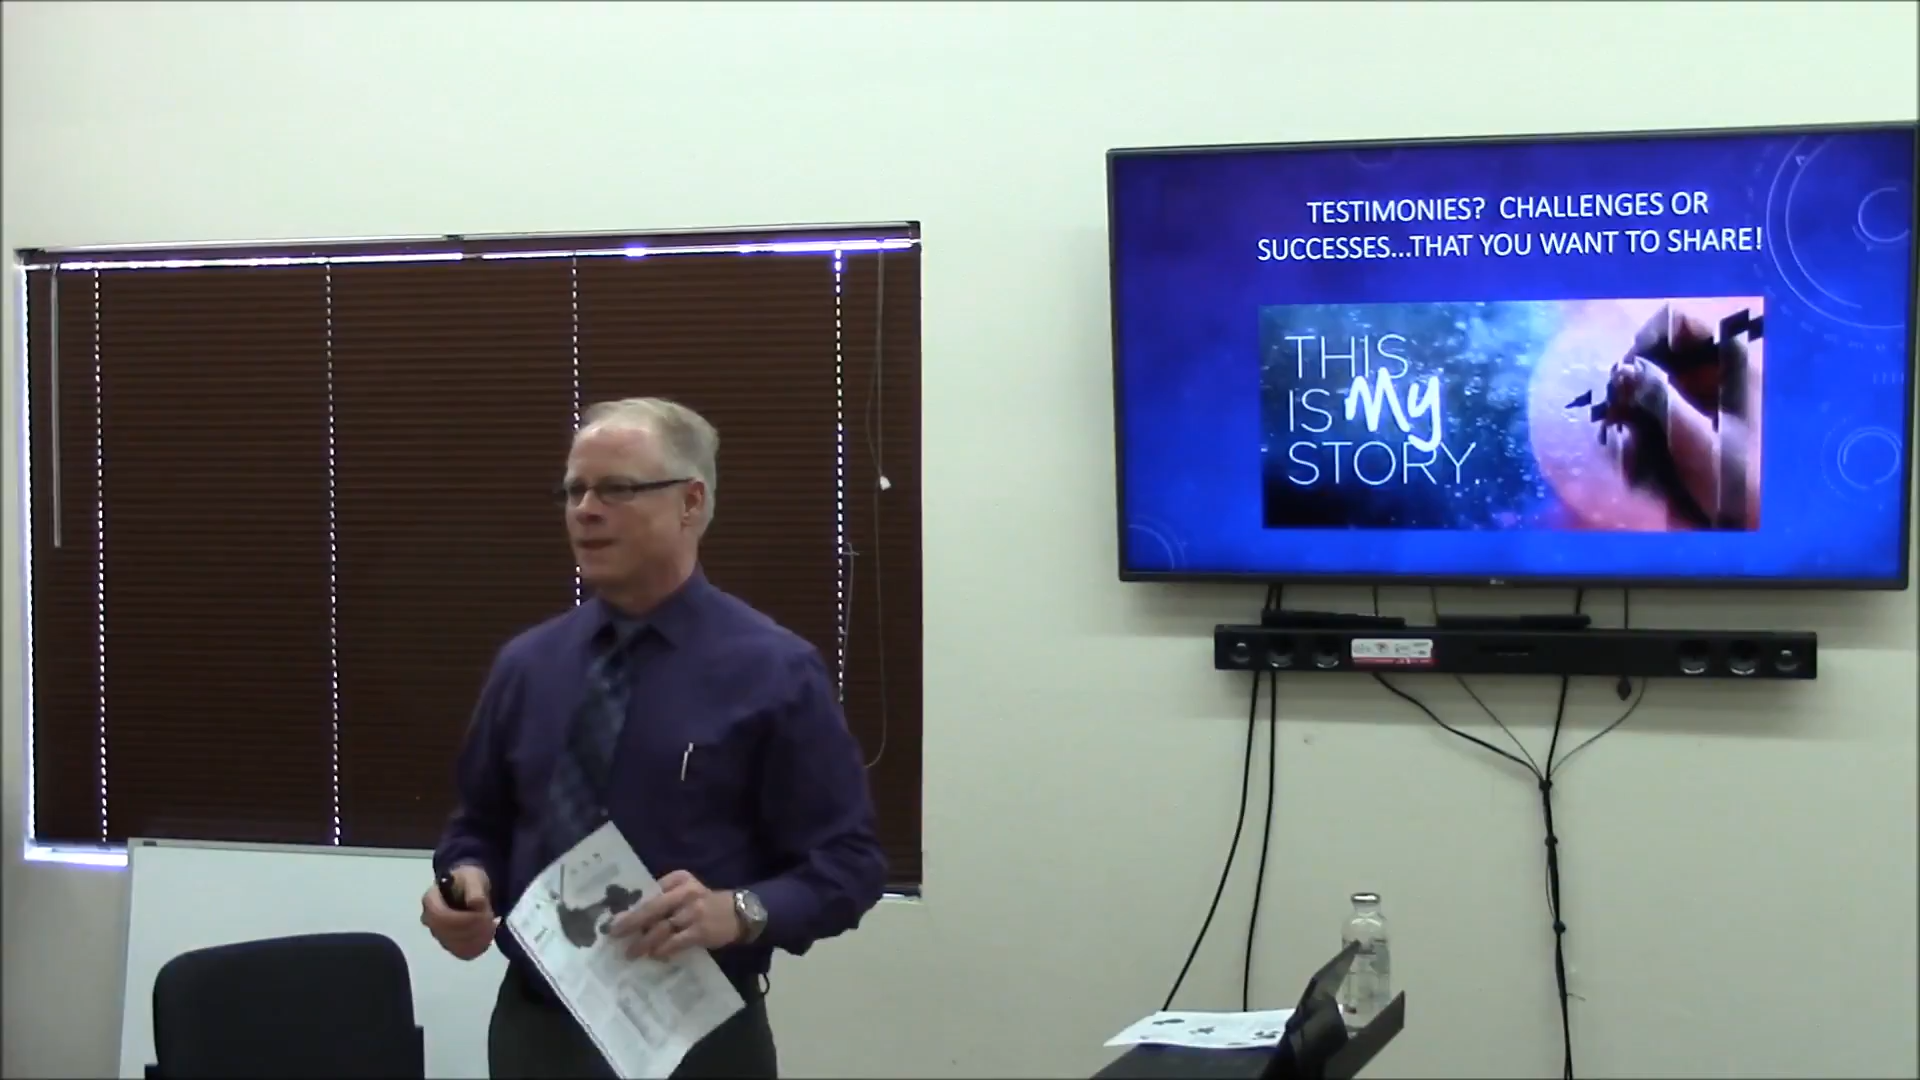 TESTIMONIES? CHALLENGES OR
SUCCESSES...THAT YOU WANT TO SHARE!
THIS
IS My
STORY.